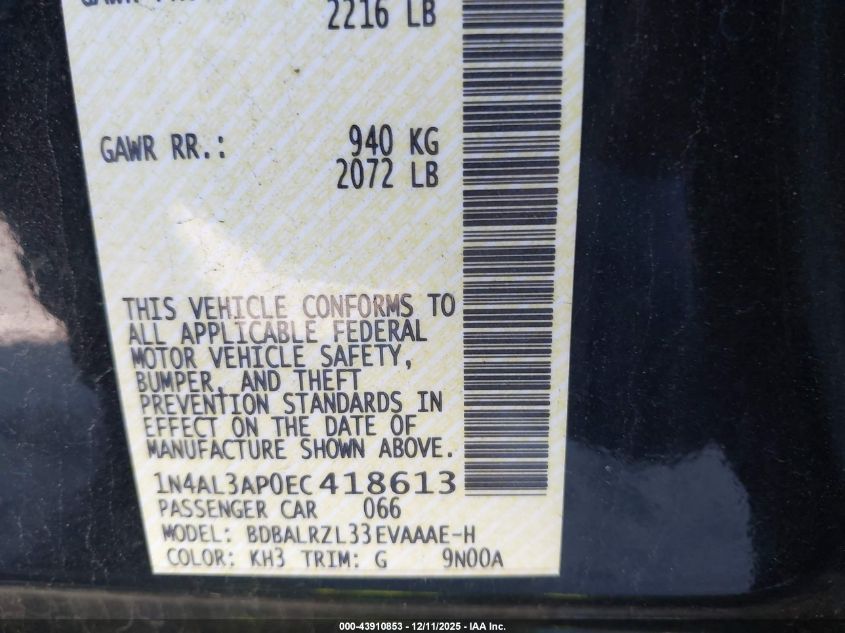 2216 LB
GAWR RR.: 940 KG
2072 LB
THIS VEHICLE CONFORMS TO
ALL APPLICABLE FEDERAL
MOTOR VEHICLE SAFETY,
BUMPER, AND THEFT
PREVENTION STANDARDS IN
EFFECT ON THE DATE OF
MANUFACTURE SHOWN ABOVE.
1N4AL3AP0EC418613
PASSENGER CAR 066
MODEL: BDBALRZL33EVAAAE-H
COLOR: KH3 TRIM: G 9N00A
000-43910853 - 12/11/2025 - IAA Inc.